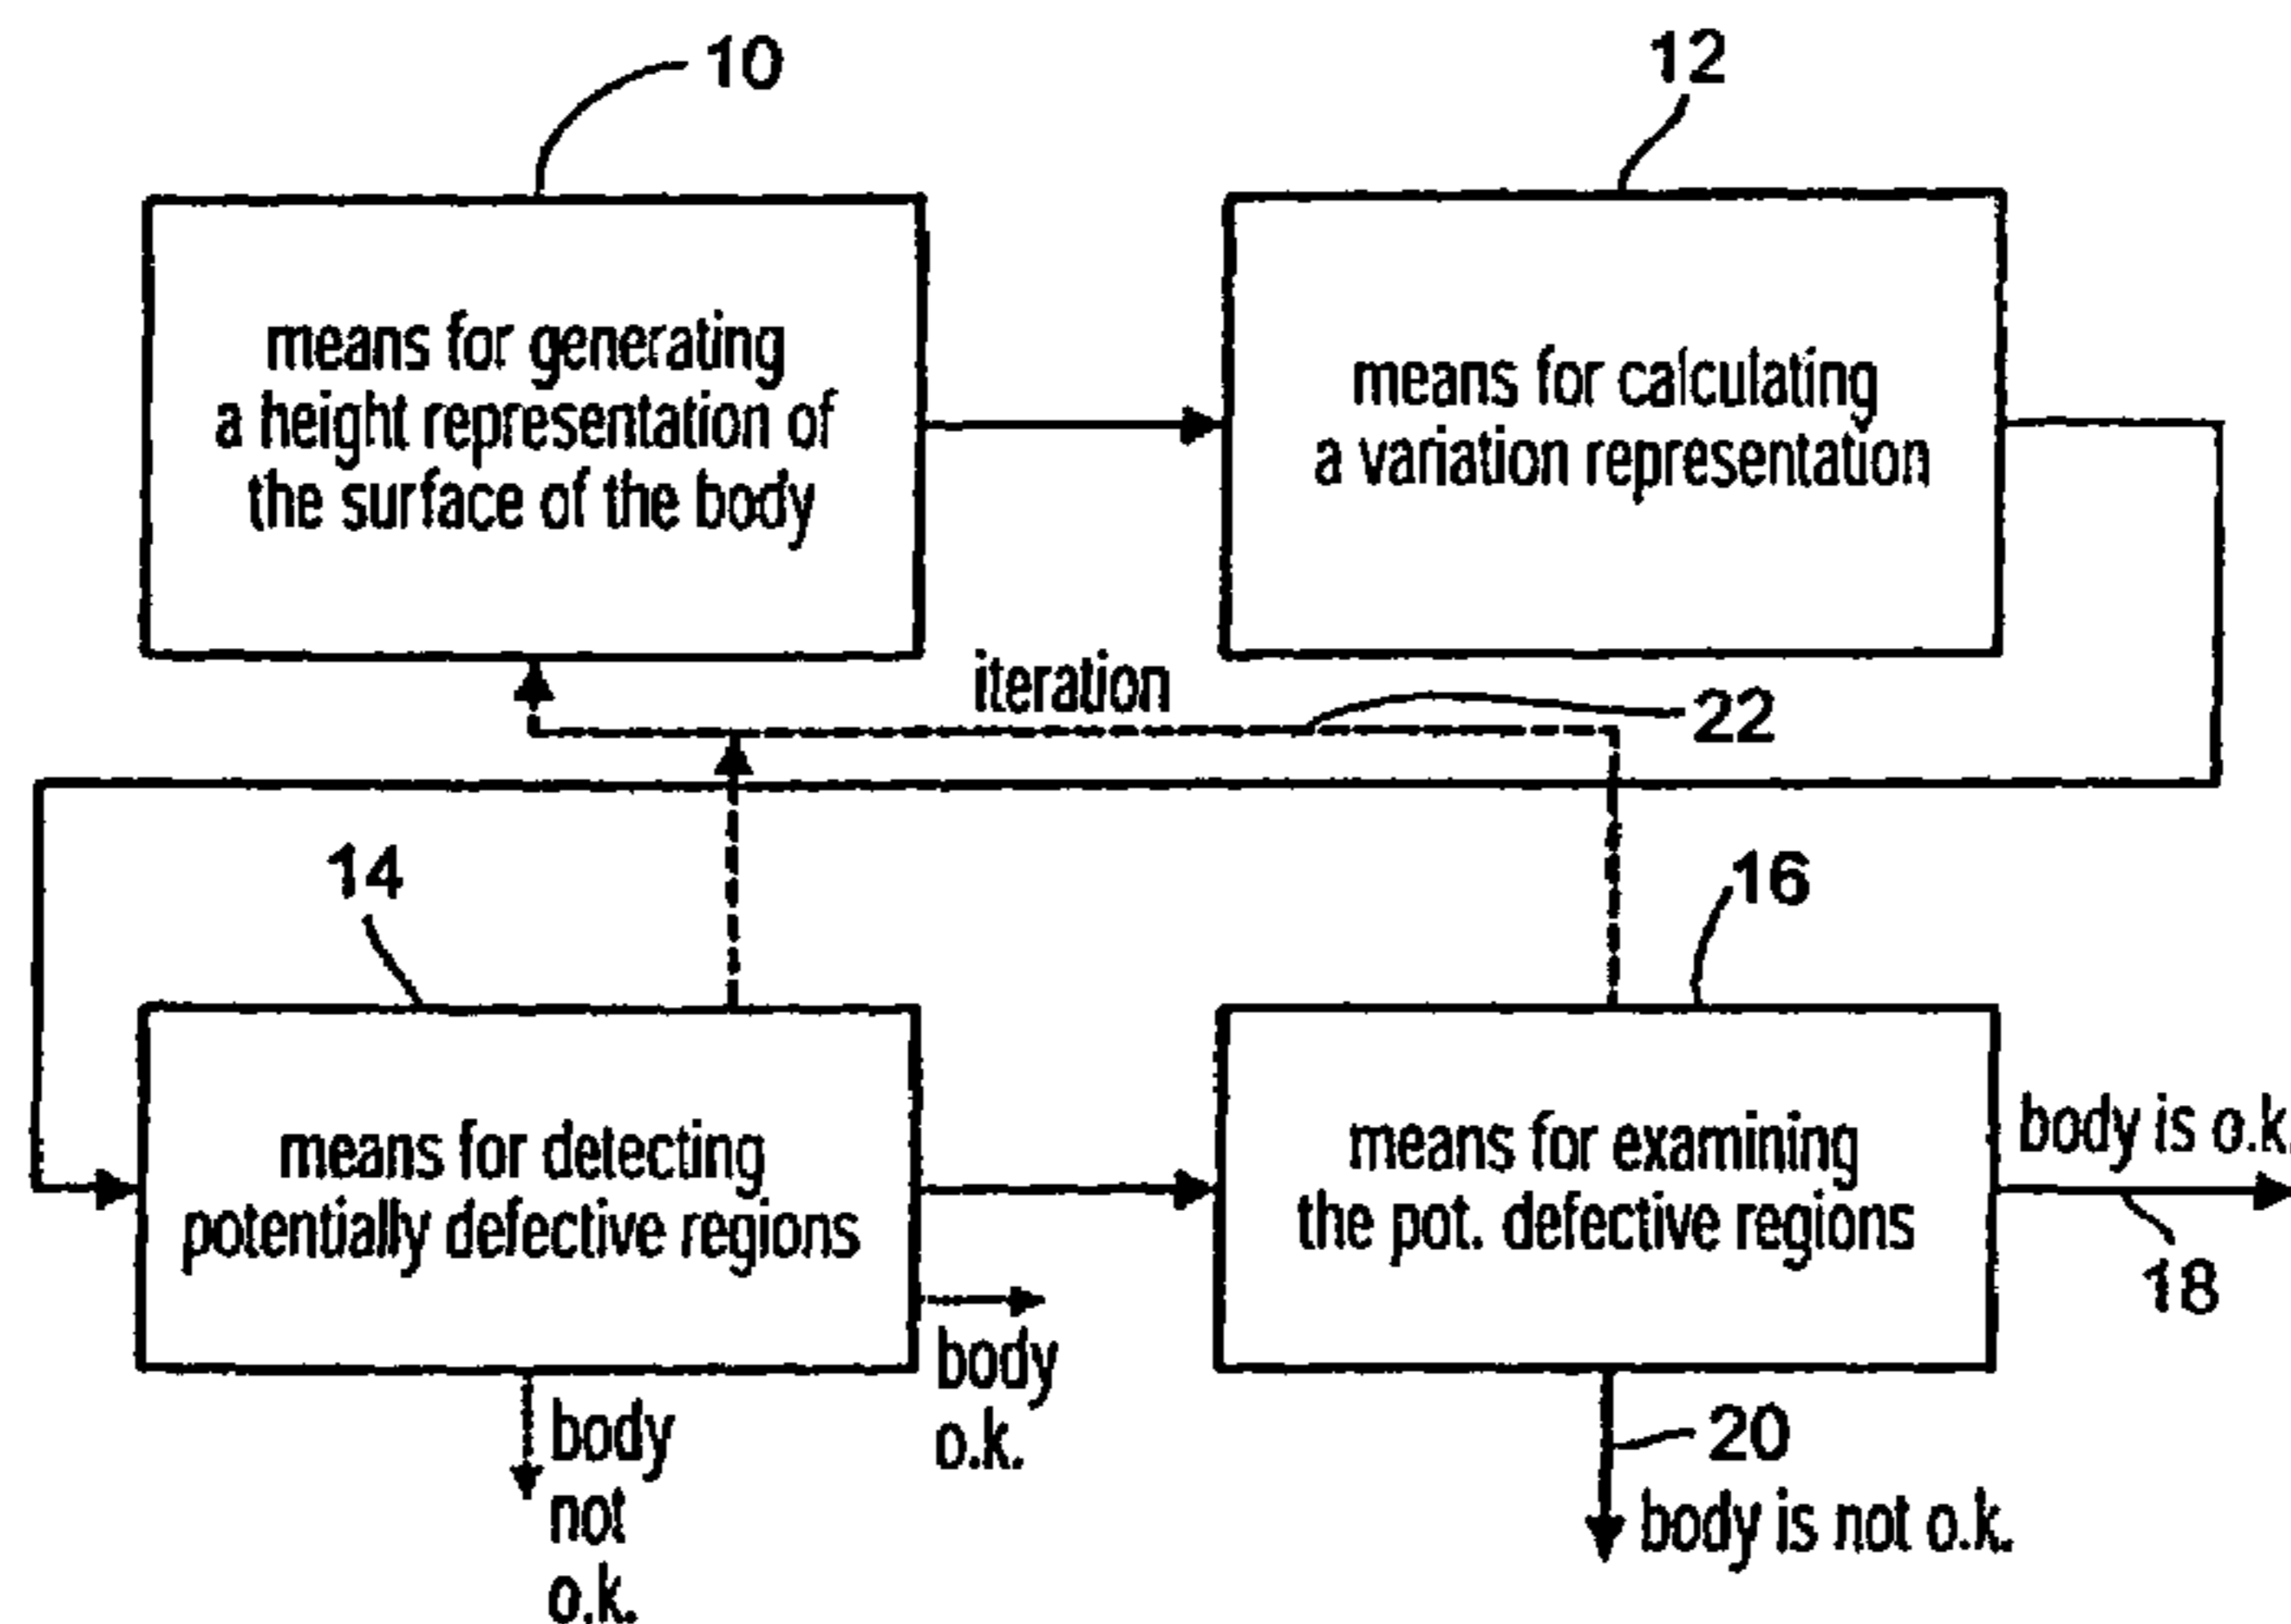 10
12
means for generating
a height representation of
the surface of the body
means for calculating
a variation representation
iteration
22
14
16
means for detecting
potentially defective regions
means for examining
the pot. defective regions
body is o.k.
18
body
o.k.
body
not
o.k.
20
body is not o.k.